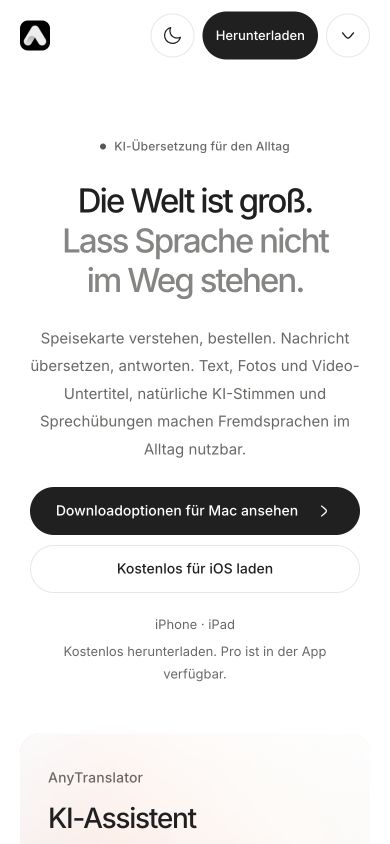 Herunterladen
KI-Übersetzung für den Alltag
Die Welt ist groß.
Lass Sprache nicht
im Weg stehen.
Speisekarte verstehen, bestellen. Nachricht
übersetzen, antworten. Text, Fotos und Video-
Untertitel, natürliche KI-Stimmen und
Sprechübungen machen Fremdsprachen im
Alltag nutzbar.
Downloadoptionen für Mac ansehen
Kostenlos für iOS laden
iPhone · iPad
Kostenlos herunterladen. Pro ist in der App
verfügbar.
AnyTranslator
KI-Assistent